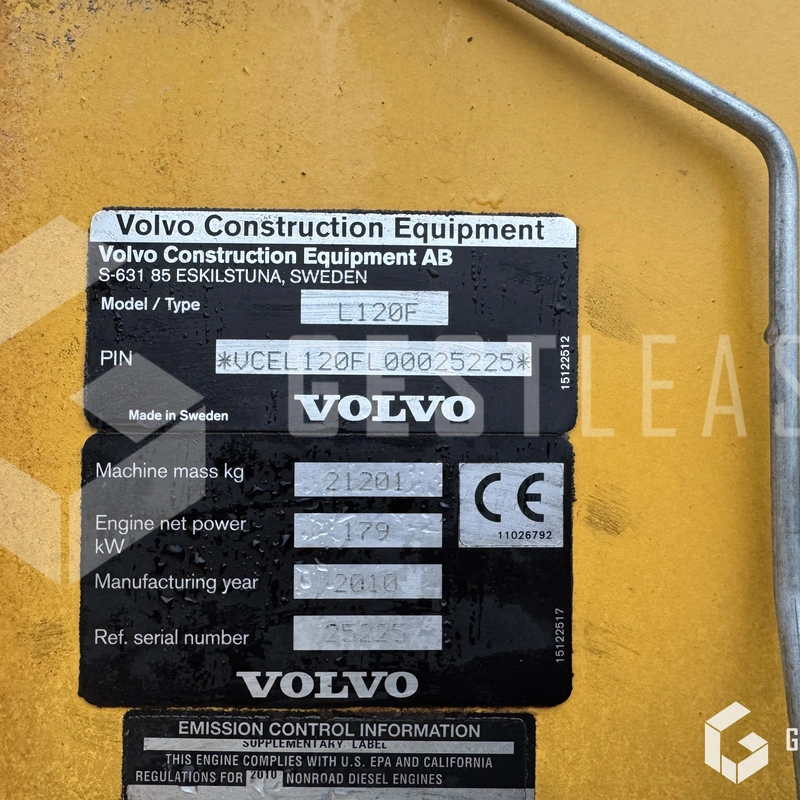 Volvo Construction Equipment
Volvo Construction Equipment AB
S-631 85 ESKILSTUNA, SWEDEN
Model / Type L120F
PIN *VCEL120FL00025225*
15122512
Made in Sweden VOLVO
Machine mass kg 21201
CE
11026792
Engine net power
kW 179
Manufacturing year 2010
Ref. serial number 25225
15122517
VOLVO
EMISSION CONTROL INFORMATION
SUPPLEMENTARY LABEL
THIS ENGINE COMPLIES WITH U.S. EPA AND CALIFORNIA
REGULATIONS FOR 2010 NONROAD DIESEL ENGINES
GESTLEAS
G